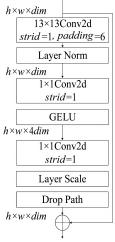 h×w×dim
13×13Conv2d
strid=1, padding=6
Layer Norm
h×w×dim
1×1Conv2d
strid=1
GELU
h×w×4dim
1×1Conv2d
strid=1
Layer Scale
Drop Path
h×w×dim